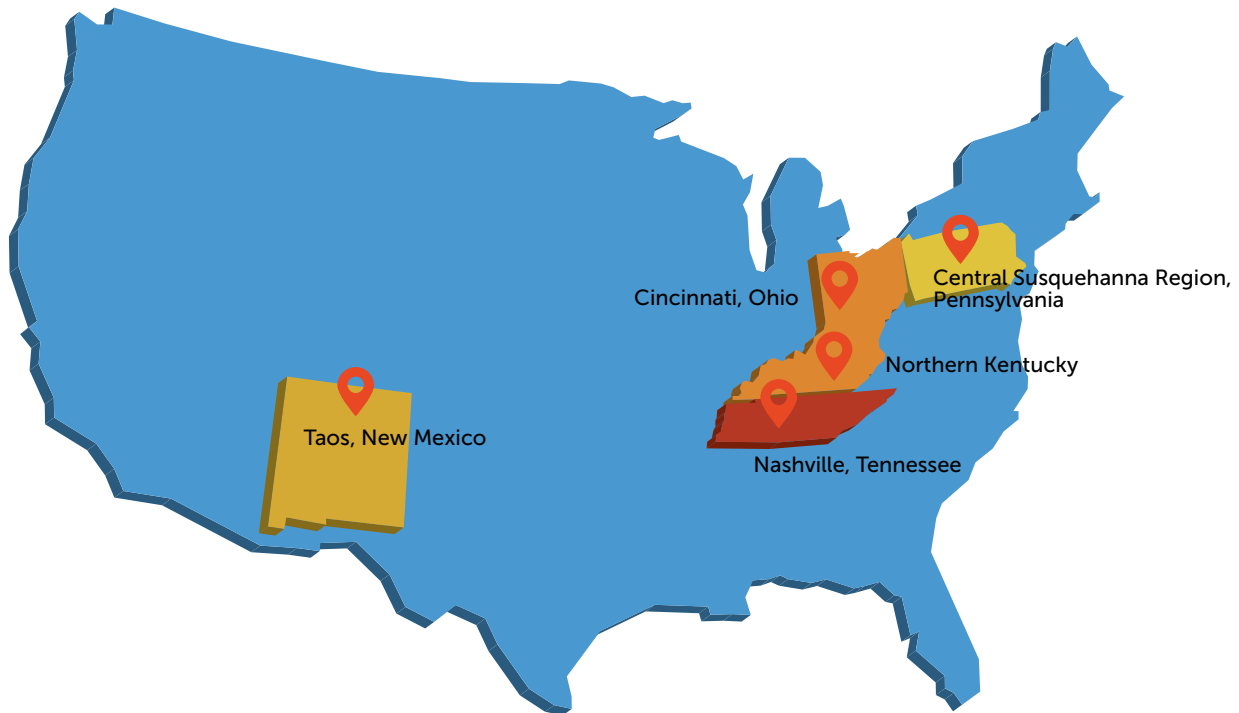 Central Susquehanna Region,
Pennsylvania
Cincinnati, Ohio
Northern Kentucky
Taos, New Mexico
Nashville, Tennessee